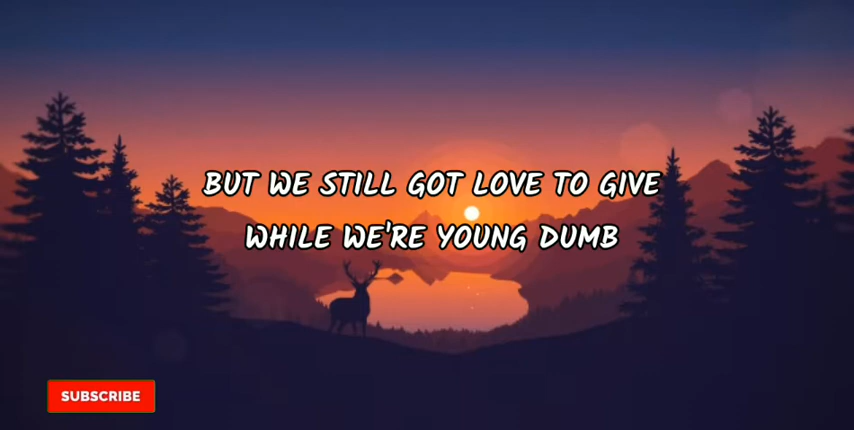 BUT WE STILL GOT LOVE TO GIVE
WHILE WE'RE YOUNG DUMB
SUBSCRIBE